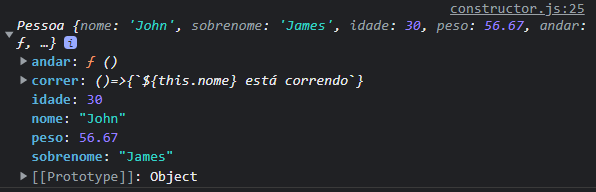 constructor.js:25
Pessoa {nome: 'John', sobrenome: 'James', idade: 30, peso: 56.67, andar:
ƒ, …} i
andar: ƒ ()
correr: ()=>{`${this.nome} está correndo`}
idade: 30
nome: "John"
peso: 56.67
sobrenome: "James"
[[Prototype]]: Object